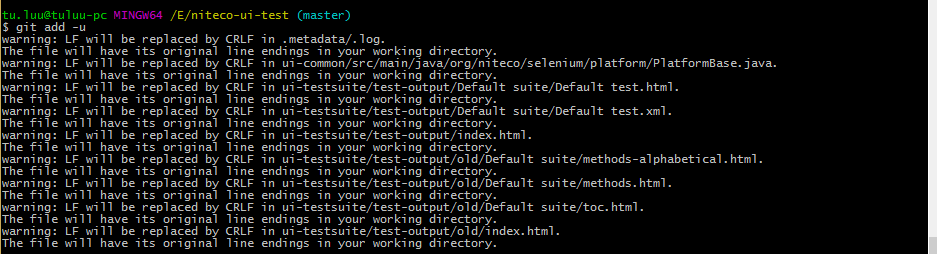 tu.luu@tuluu-pc MINGW64 /E/niteco-ui-test (master)
$ git add -u
warning: LF will be replaced by CRLF in .metadata/.log.
The file will have its original line endings in your working directory.
warning: LF will be replaced by CRLF in ui-common/src/main/java/org/niteco/selenium/platform/PlatformBase.java.
The file will have its original line endings in your working directory.
warning: LF will be replaced by CRLF in ui-testsuite/test-output/Default suite/Default test.html.
The file will have its original line endings in your working directory.
warning: LF will be replaced by CRLF in ui-testsuite/test-output/Default suite/Default test.xml.
The file will have its original line endings in your working directory.
warning: LF will be replaced by CRLF in ui-testsuite/test-output/index.html.
The file will have its original line endings in your working directory.
warning: LF will be replaced by CRLF in ui-testsuite/test-output/old/Default suite/methods-alphabetical.html.
The file will have its original line endings in your working directory.
warning: LF will be replaced by CRLF in ui-testsuite/test-output/old/Default suite/methods.html.
The file will have its original line endings in your working directory.
warning: LF will be replaced by CRLF in ui-testsuite/test-output/old/Default suite/toc.html.
The file will have its original line endings in your working directory.
warning: LF will be replaced by CRLF in ui-testsuite/test-output/old/index.html.
The file will have its original line endings in your working directory.